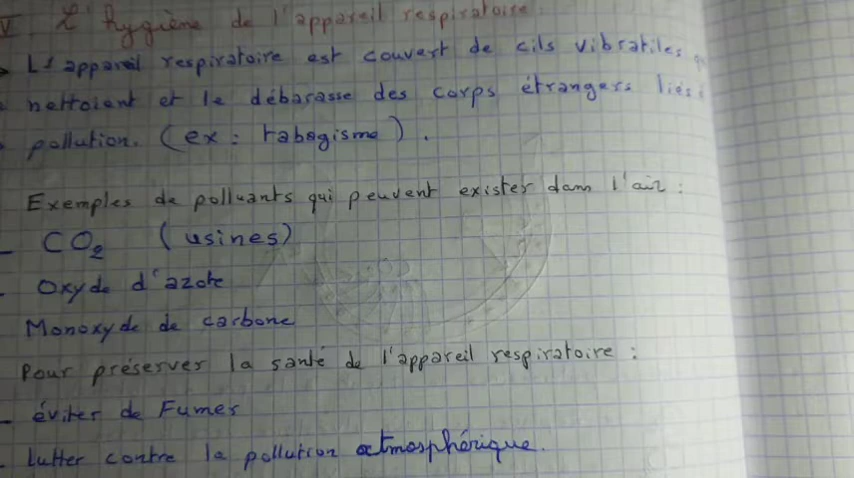 V L'hygiène de l'appareil respiratoire
L'appareil respiratoire est couvert de cils vibratiles
nettoient et le débarasse des corps étrangers liés
pollution. (ex : tabagisme).
Exemples de polluants qui peuvent exister dans l'air :
- CO₂ (usines)
- Oxyde d'azote
Monoxyde de carbone
Pour préserver la santé de l'appareil respiratoire :
- éviter de Fumer
- lutter contre la pollution atmosphérique.